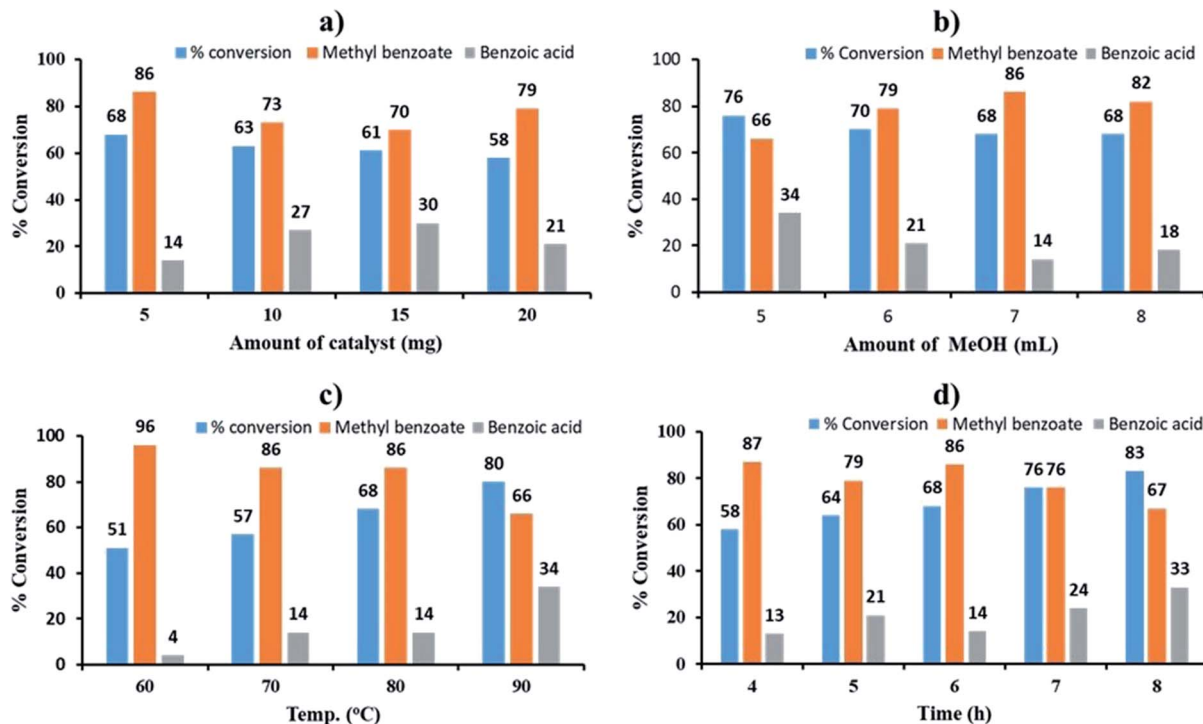 a)
% conversion Methyl benzoate Benzoic acid
100
80
60
40
20
0
% Conversion
68 86 14
63 73 27
61 70 30
58 79 21
5 10 15 20
Amount of catalyst (mg)
b)
% Conversion Methyl benzoate Benzoic acid
100
80
60
40
20
0
% Conversion
76 66 34
70 79 21
68 86 14
68 82 18
5 6 7 8
Amount of MeOH (mL)
c)
% conversion Methyl benzoate Benzoic acid
100
80
60
40
20
0
% Conversion
51 96 4
57 86 14
68 86 14
80 66 34
60 70 80 90
Temp. (ºC)
d)
% Conversion Methyl benzoate Benzoic acid
100
80
60
40
20
0
% Conversion
58 87 13
64 79 21
68 86 14
76 76 24
83 67 33
4 5 6 7 8
Time (h)